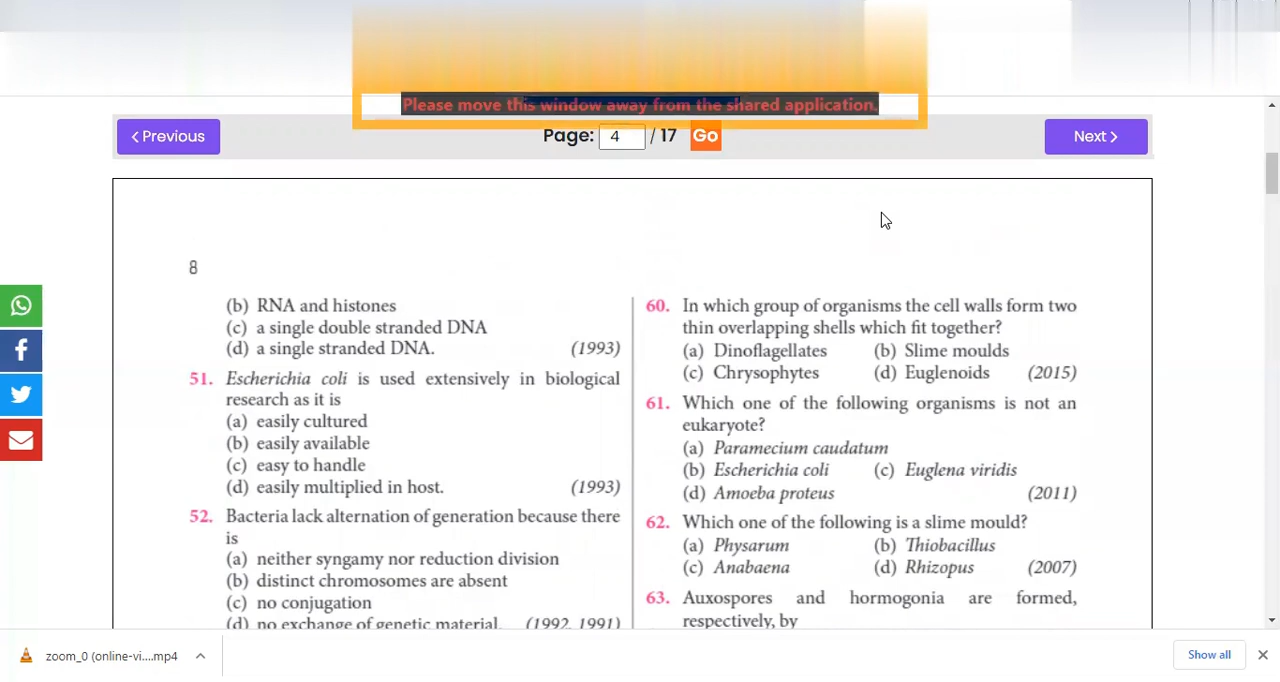 Please move this window away from the shared application.
Previous
Page: 4 / 17 Go
Next
8
(b) RNA and histones
(c) a single double stranded DNA
(d) a single stranded DNA. (1993)
51. Escherichia coli is used extensively in biological
research as it is
(a) easily cultured
(b) easily available
(c) easy to handle
(d) easily multiplied in host. (1993)
52. Bacteria lack alternation of generation because there
is
(a) neither syngamy nor reduction division
(b) distinct chromosomes are absent
(c) no conjugation
(d) no exchange of genetic material. (1992, 1991)
60. In which group of organisms the cell walls form two
thin overlapping shells which fit together?
(a) Dinoflagellates (b) Slime moulds
(c) Chrysophytes (d) Euglenoids (2015)
61. Which one of the following organisms is not an
eukaryote?
(a) Paramecium caudatum
(b) Escherichia coli (c) Euglena viridis
(d) Amoeba proteus (2011)
62. Which one of the following is a slime mould?
(a) Physarum (b) Thiobacillus
(c) Anabaena (d) Rhizopus (2007)
63. Auxospores and hormogonia are formed,
respectively, by
zoom_0 (online-vi....mp4
Show all